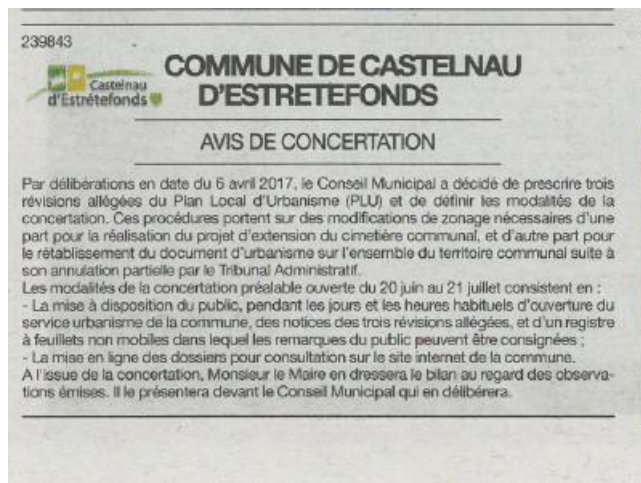 239843
Castelnau
d'Estrétefonds
COMMUNE DE CASTELNAU
D'ESTRETEFONDS
AVIS DE CONCERTATION
Par délibérations en date du 6 avril 2017, le Conseil Municipal a décidé de prescrire trois
révisions allégées du Plan Local d'Urbanisme (PLU) et de définir les modalités de la
concertation. Ces procédures portent sur des modifications de zonage nécessaires d'une
part pour la réalisation du projet d'extension du cimetière communal, et d'autre part pour
le rétablissement du document d'urbanisme sur l'ensemble du territoire communal suite à
son annulation partielle par le Tribunal Administratif.
Les modalités de la concertation préalable ouverte du 20 juin au 21 juillet consistent en :
- La mise à disposition du public, pendant les jours et les heures habituels d'ouverture du
service urbanisme de la commune, des notices des trois révisions allégées, et d'un registre
à feuillets non mobiles dans lequel les remarques du public peuvent être consignées ;
- La mise en ligne des dossiers pour consultation sur le site internet de la commune.
A l'issue de la concertation, Monsieur le Maire en dressera le bilan au regard des observa-
tions émises. Il le présentera devant le Conseil Municipal qui en délibérera.